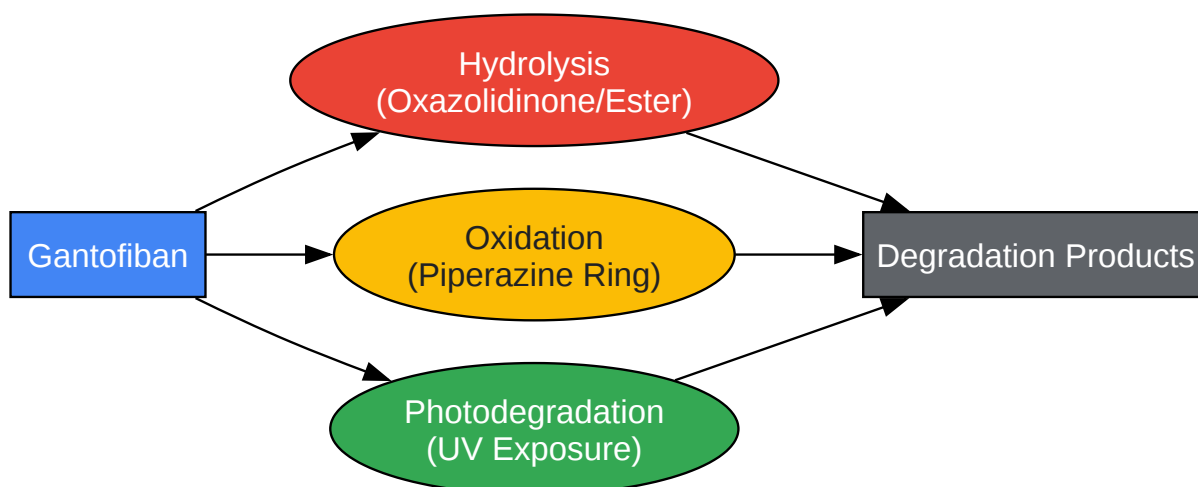 Hydrolysis
(Oxazolidinone/Ester)
Gantofiban
Oxidation
(Piperazine Ring)
Degradation Products
Photodegradation
(UV Exposure)